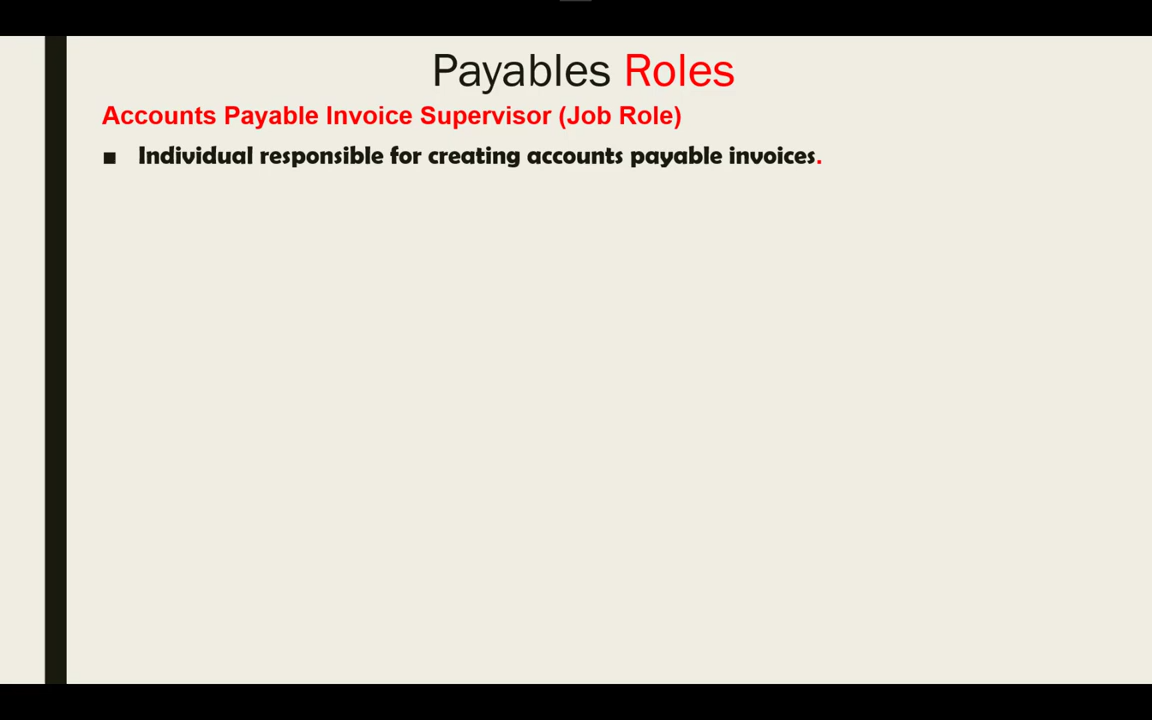 Payables Roles
Accounts Payable Invoice Supervisor (Job Role)
■ Individual responsible for creating accounts payable invoices.